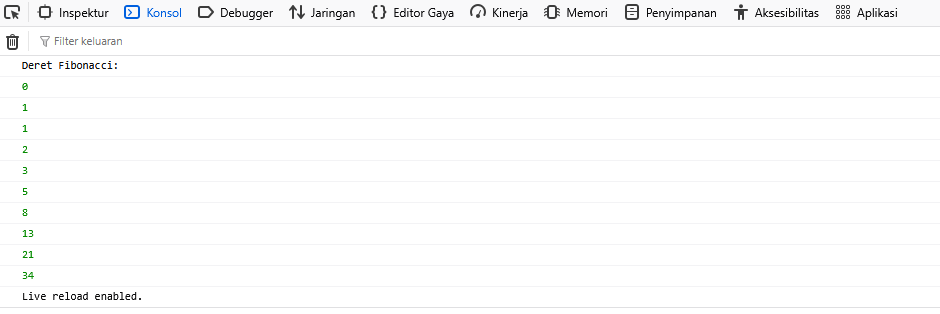 Inspektur Konsol Debugger Jaringan Editor Gaya Kinerja Memori Penyimpanan Aksesibilitas Aplikasi
Filter keluaran
Deret Fibonacci:
0
1
1
2
3
5
8
13
21
34
Live reload enabled.